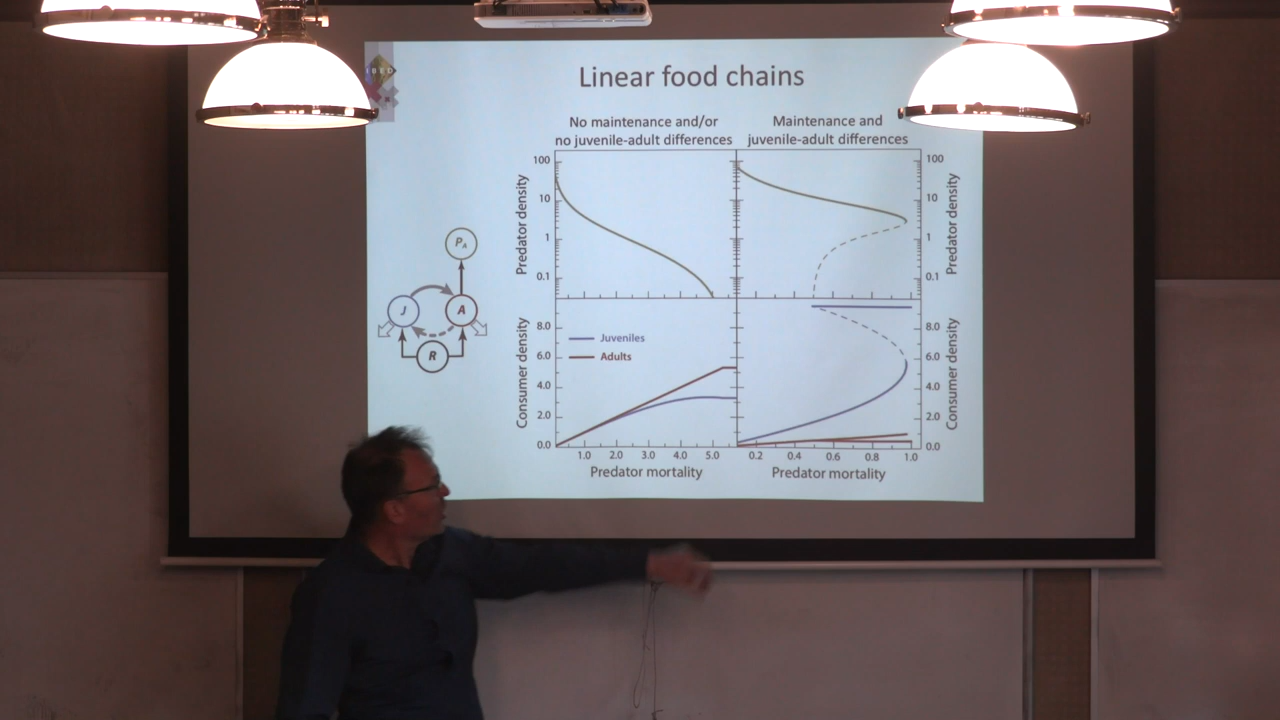 IBED
Linear food chains
No maintenance and/or
no juvenile-adult differences
Maintenance and
juvenile-adult differences
100
10
1
0.1
Predator density
100
10
1
0.1
Predator density
P_A
J
A
R
Juveniles
Adults
8.0
6.0
4.0
2.0
0.0
Consumer density
8.0
6.0
4.0
2.0
0.0
Consumer density
1.0 2.0 3.0 4.0 5.0
0.2 0.4 0.6 0.8 1.0
Predator mortality
Predator mortality